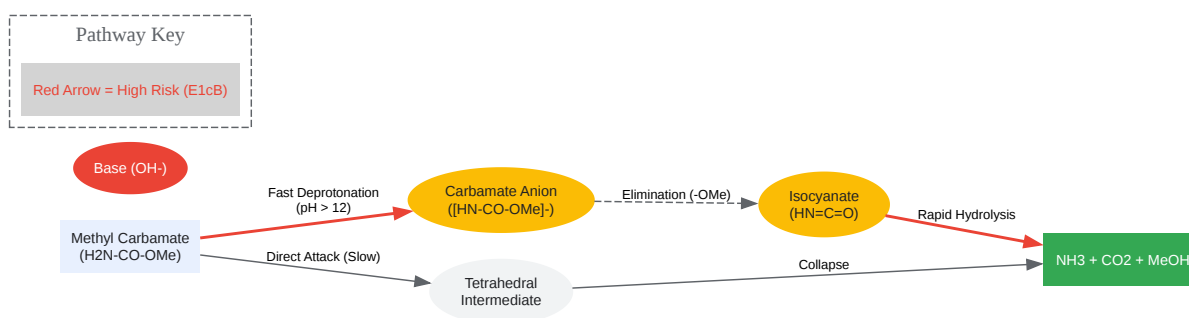 Pathway Key
Red Arrow = High Risk (E1cB)
Base (OH-)
Methyl Carbamate
(H2N-CO-OMe)
Fast Deprotonation
(pH > 12)
Direct Attack (Slow)
Carbamate Anion
([HN-CO-OMe]-)
Tetrahedral
Intermediate
Elimination (-OMe)
Isocyanate
(HN=C=O)
Rapid Hydrolysis
Collapse
NH3 + CO2 + MeOH